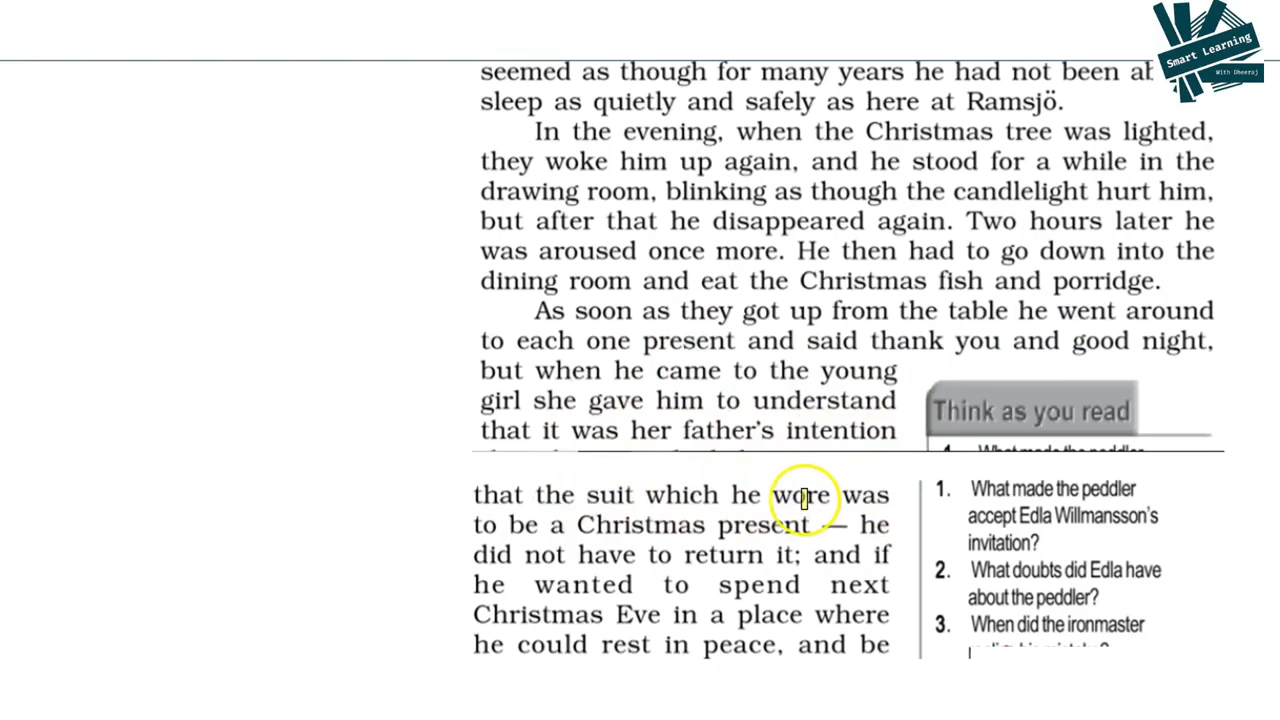 Smart Learning
With Dheeraj
seemed as though for many years he had not been
sleep as quietly and safely as here at Ramsjö.
In the evening, when the Christmas tree was lighted,
they woke him up again, and he stood for a while in the
drawing room, blinking as though the candlelight hurt him,
but after that he disappeared again. Two hours later he
was aroused once more. He then had to go down into the
dining room and eat the Christmas fish and porridge.
As soon as they got up from the table he went around
to each one present and said thank you and good night,
but when he came to the young
girl she gave him to understand
that it was her father's intention
that the suit which he wore was
to be a Christmas present — he
did not have to return it; and if
he wanted to spend next
Christmas Eve in a place where
he could rest in peace, and be
Think as you read
1. What made the peddler
accept Edla Willmansson's
invitation?
2. What doubts did Edla have
about the peddler?
3. When did the ironmaster